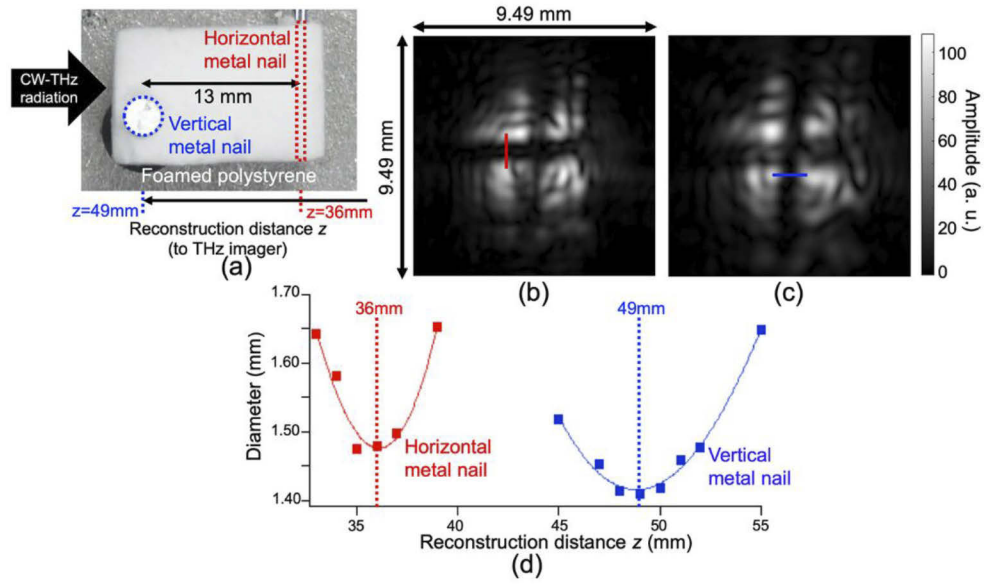 CW-THz
radiation
Horizontal
metal nail
13 mm
Vertical
metal nail
Foamed polystyrene
z=49mm
z=36mm
Reconstruction distance z
(to THz imager)
(a)
9.49 mm
9.49 mm
(b)
(c)
100
80
60
40
20
0
Amplitude (a. u.)
1.70
1.60
1.50
1.40
Diameter (mm)
36mm
49mm
Horizontal
metal nail
Vertical
metal nail
35
40
45
50
55
Reconstruction distance z (mm)
(d)